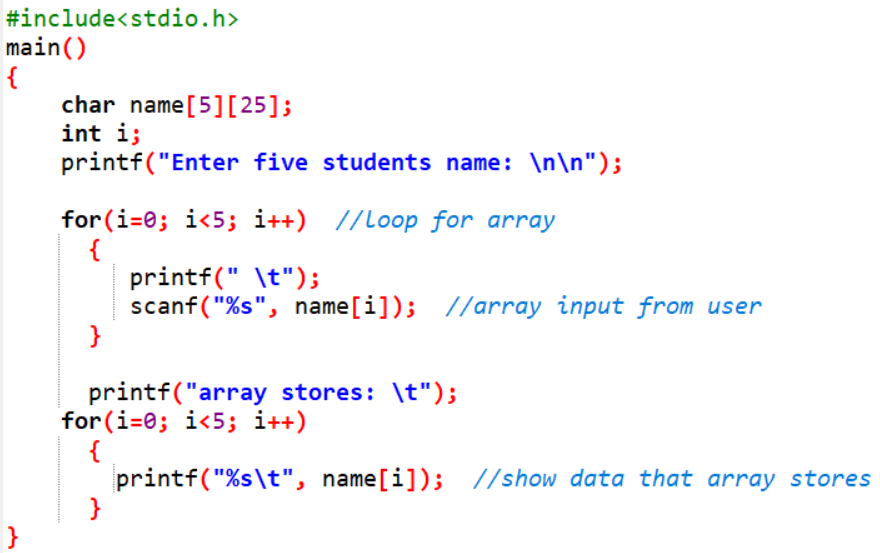 #include<stdio.h>
main()
{
char name[5][25];
int i;
printf("Enter five students name: \n\n");
for(i=0; i<5; i++)  //loop for array
{
printf(" \t");
scanf("%s", name[i]);  //array input from user
}
printf("array stores: \t");
for(i=0; i<5; i++)
{
printf("%s\t", name[i]);  //show data that array stores
}
}